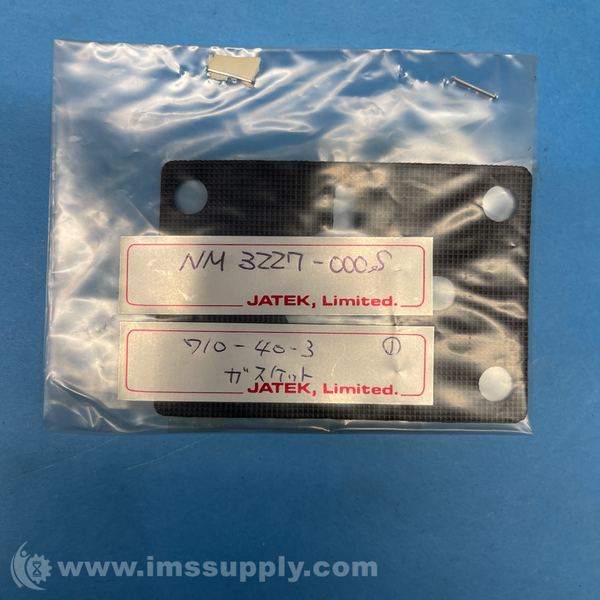 NM 3227-000S
JATEK, Limited.
710-40-3 ①
ガスケット
JATEK, Limited.
www.imssupply.com